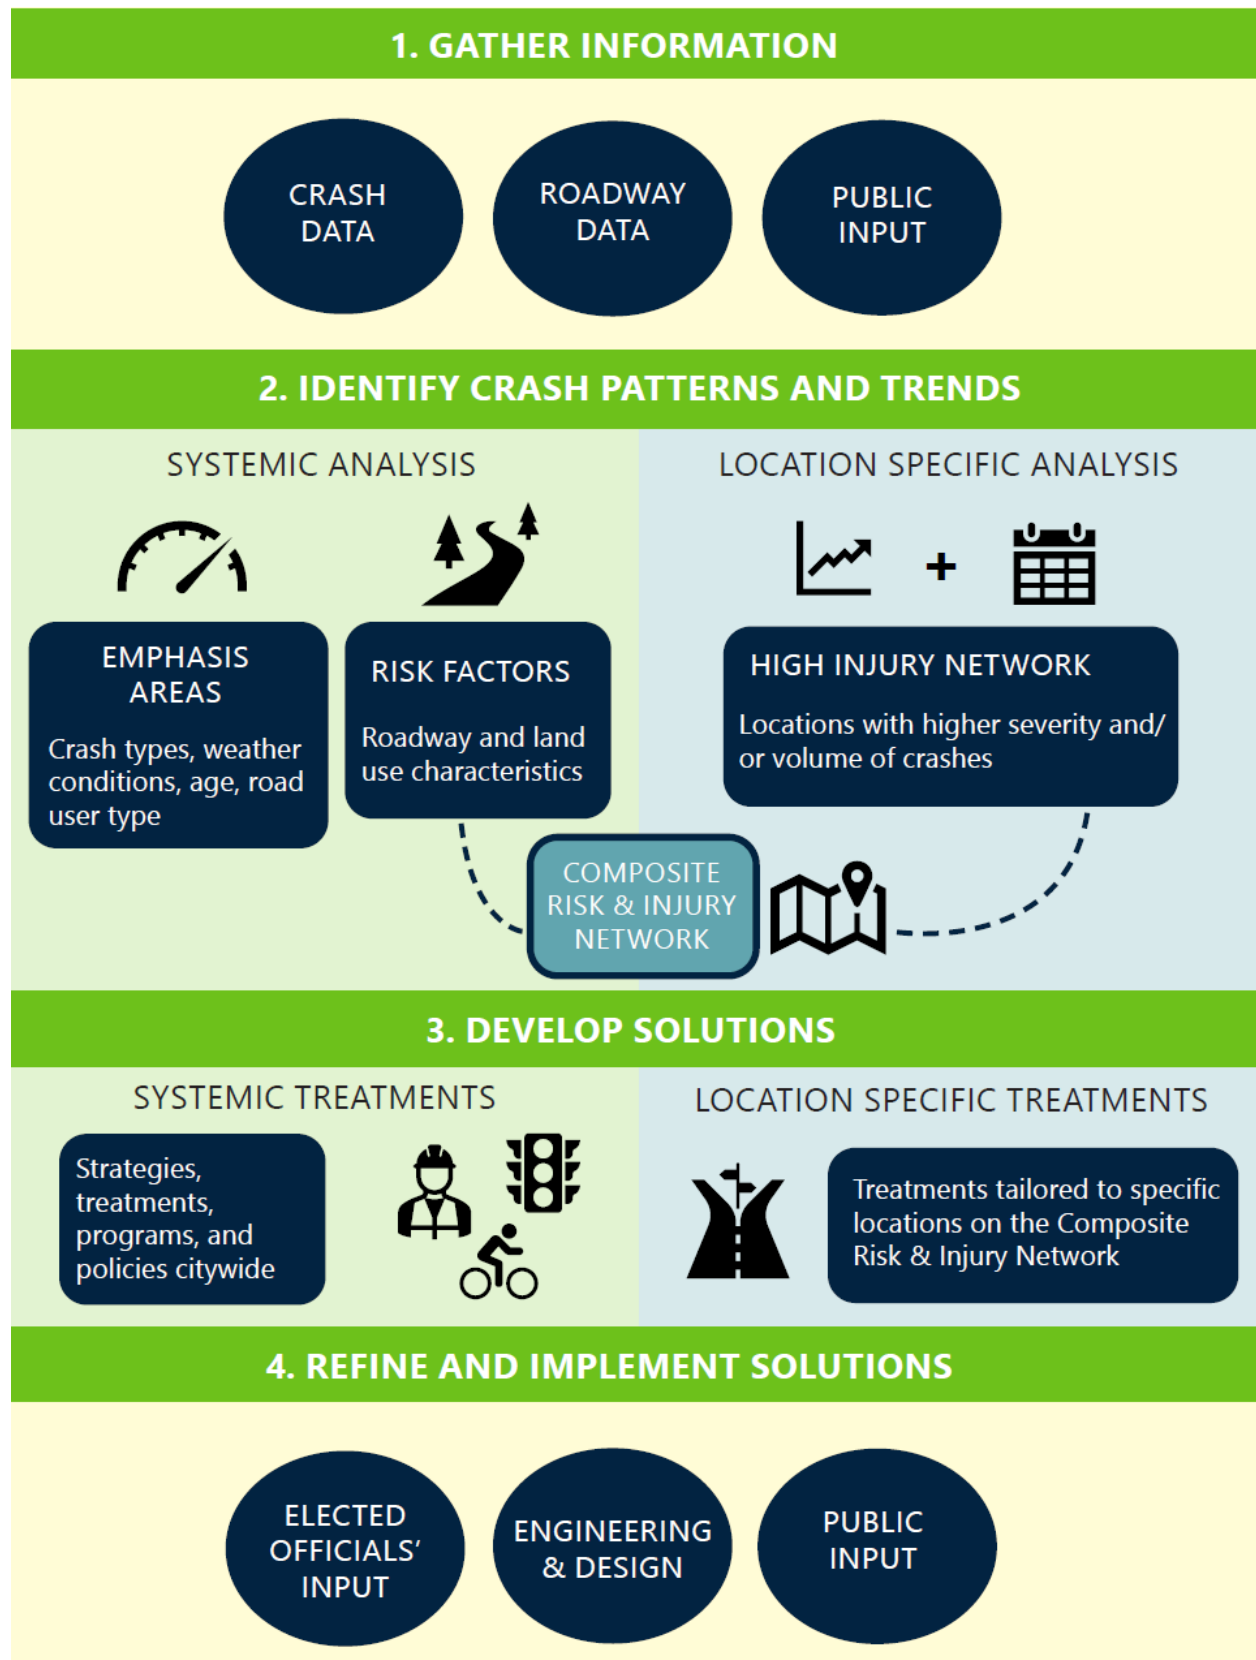 1. GATHER INFORMATION
CRASH
DATA
ROADWAY
DATA
PUBLIC
INPUT
2. IDENTIFY CRASH PATTERNS AND TRENDS
SYSTEMIC ANALYSIS
EMPHASIS
AREAS
Crash types, weather
conditions, age, road
user type
RISK FACTORS
Roadway and land
use characteristics
LOCATION SPECIFIC ANALYSIS
+
HIGH INJURY NETWORK
Locations with higher severity and/
or volume of crashes
COMPOSITE
RISK & INJURY
NETWORK
3. DEVELOP SOLUTIONS
SYSTEMIC TREATMENTS
Strategies,
treatments,
programs, and
policies citywide
LOCATION SPECIFIC TREATMENTS
Treatments tailored to specific
locations on the Composite
Risk & Injury Network
4. REFINE AND IMPLEMENT SOLUTIONS
ELECTED
OFFICIALS’
INPUT
ENGINEERING
& DESIGN
PUBLIC
INPUT